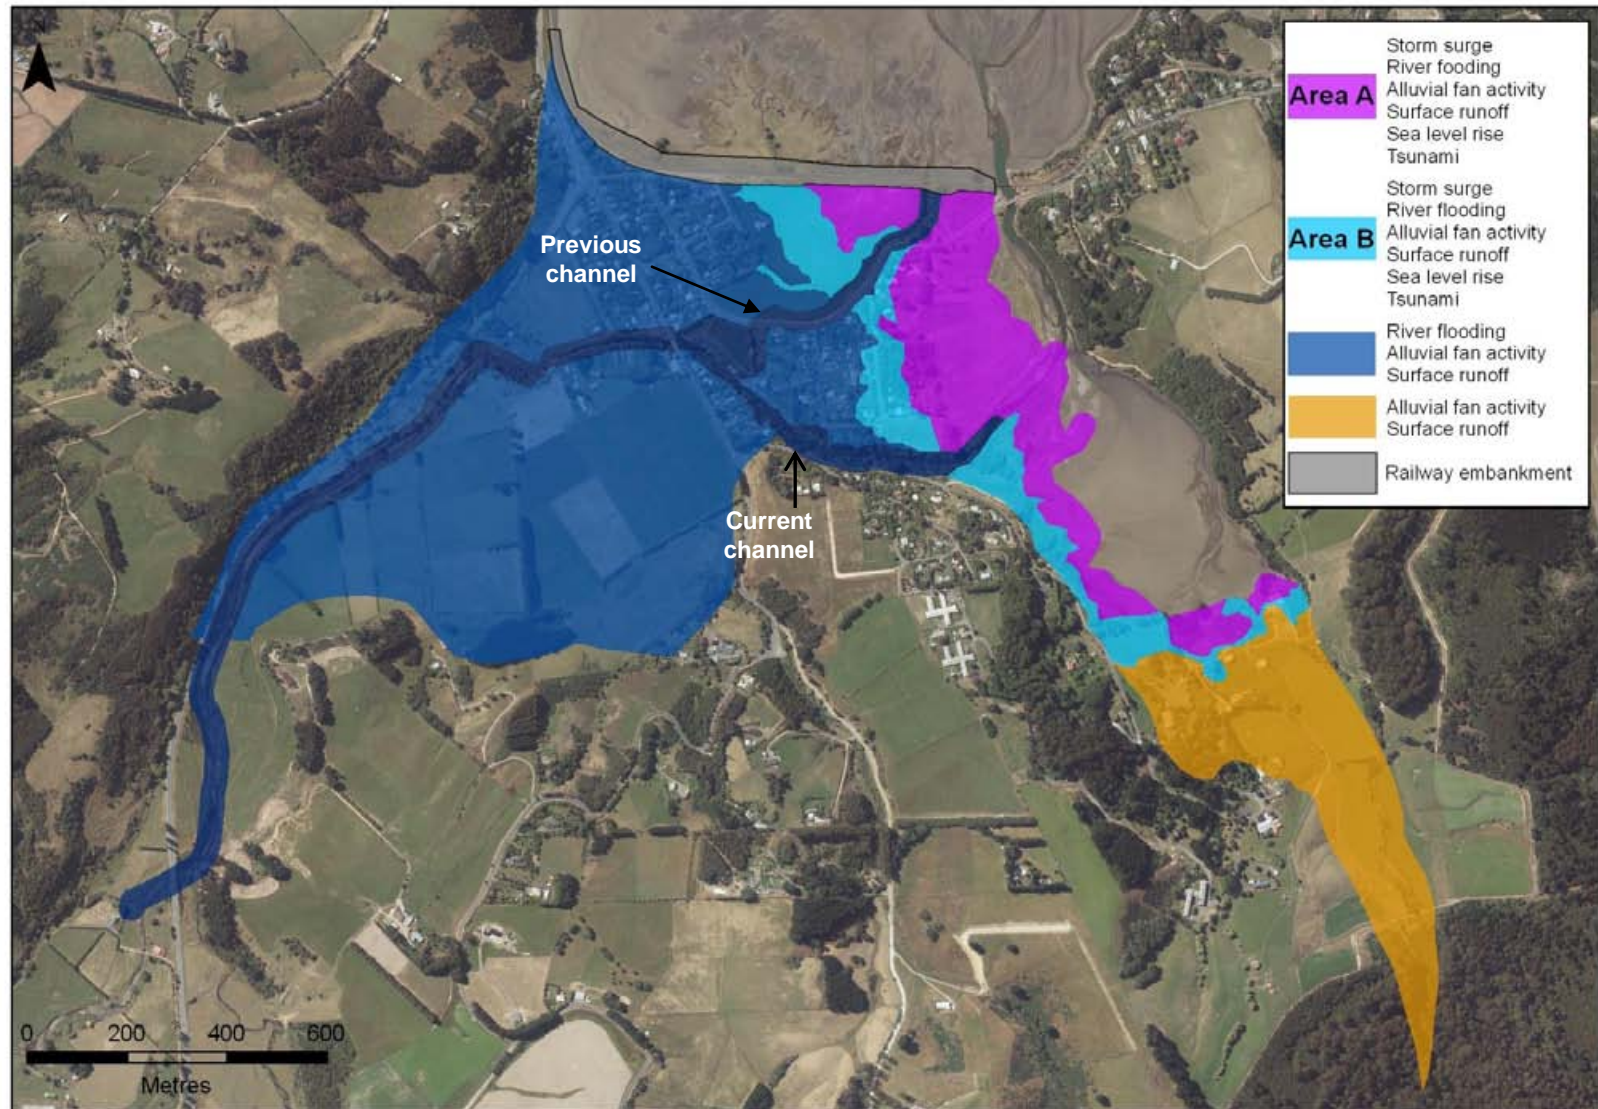 N
Area A
Storm surge
River fooding
Alluvial fan activity
Surface runoff
Sea level rise
Tsunami
Area B
Storm surge
River flooding
Alluvial fan activity
Surface runoff
Sea level rise
Tsunami
River flooding
Alluvial fan activity
Surface runoff
Alluvial fan activity
Surface runoff
Railway embankment
Previous
channel
Current
channel
0 200 400 600
Metres